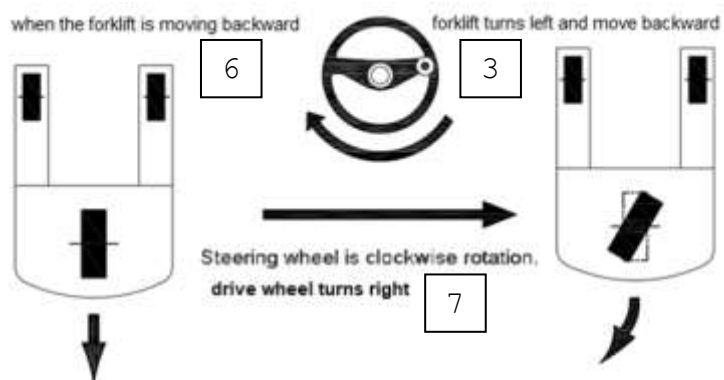 when the forklift is moving backward
forklift turns left and move backward
6
3
Steering wheel is clockwise rotation.
drive wheel turns right
7